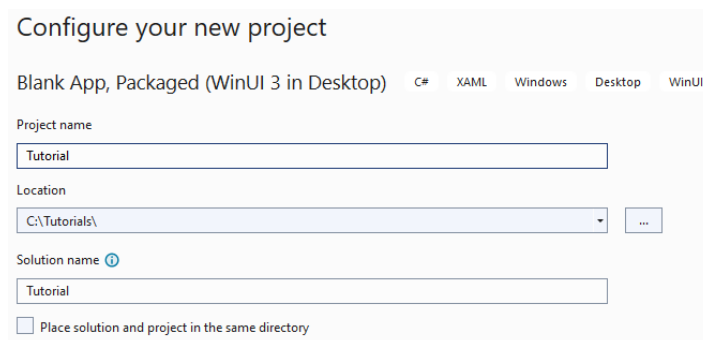 Configure your new project
Blank App, Packaged (WinUI 3 in Desktop) C# XAML Windows Desktop WinUI
Project name
Tutorial
Location
C:\Tutorials\
...
Solution name
Tutorial
Place solution and project in the same directory